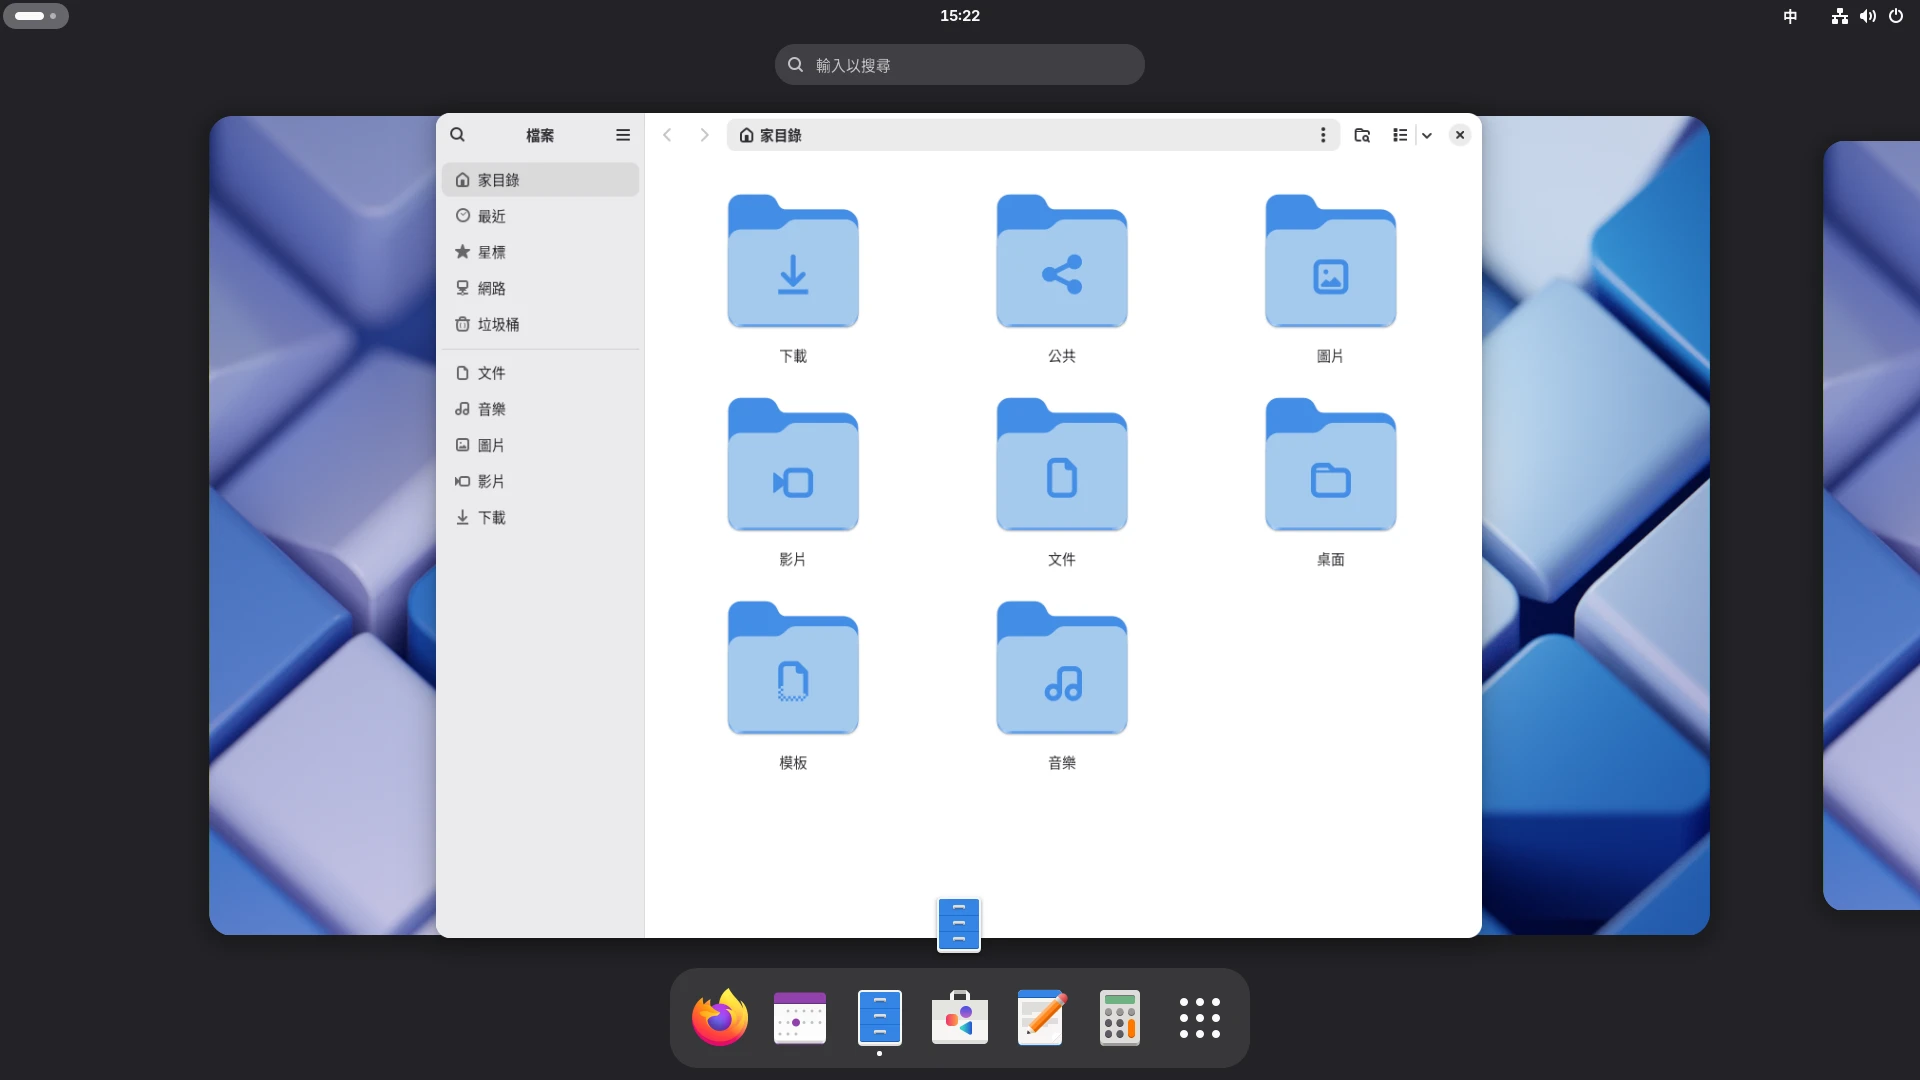 15:22
中
輸入以搜尋
檔案
家目錄
家目錄
最近
星標
網路
垃圾桶
文件
音樂
圖片
影片
下載
下載
公共
圖片
影片
文件
桌面
模板
音樂